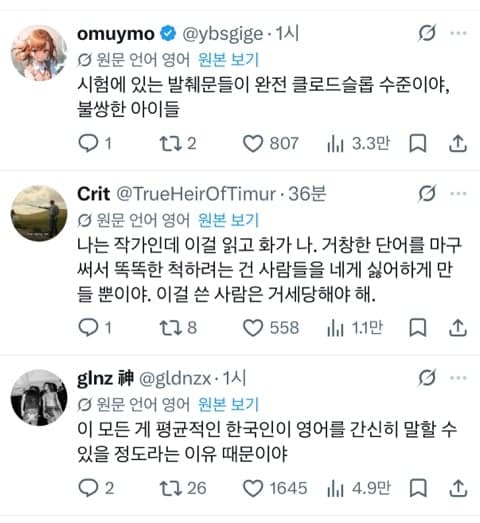 omuymo @ybsgige · 1시
원문 언어 영어 원본 보기
시험에 있는 발췌문들이 완전 클로드슬롭 수준이야,
불쌍한 아이들
1 2 807 3.3만
Crit @TrueHeirOfTimur · 36분
원문 언어 영어 원본 보기
나는 작가인데 이걸 읽고 화가 나. 거창한 단어를 마구
써서 똑똑한 척하려는 건 사람들을 네게 싫어하게 만
들 뿐이야. 이걸 쓴 사람은 거세당해야 해.
1 8 558 1.1만
glnz 神 @gldnzx · 1시
원문 언어 영어 원본 보기
이 모든 게 평균적인 한국인이 영어를 간신히 말할 수
있을 정도라는 이유 때문이야
2 26 1645 4.9만